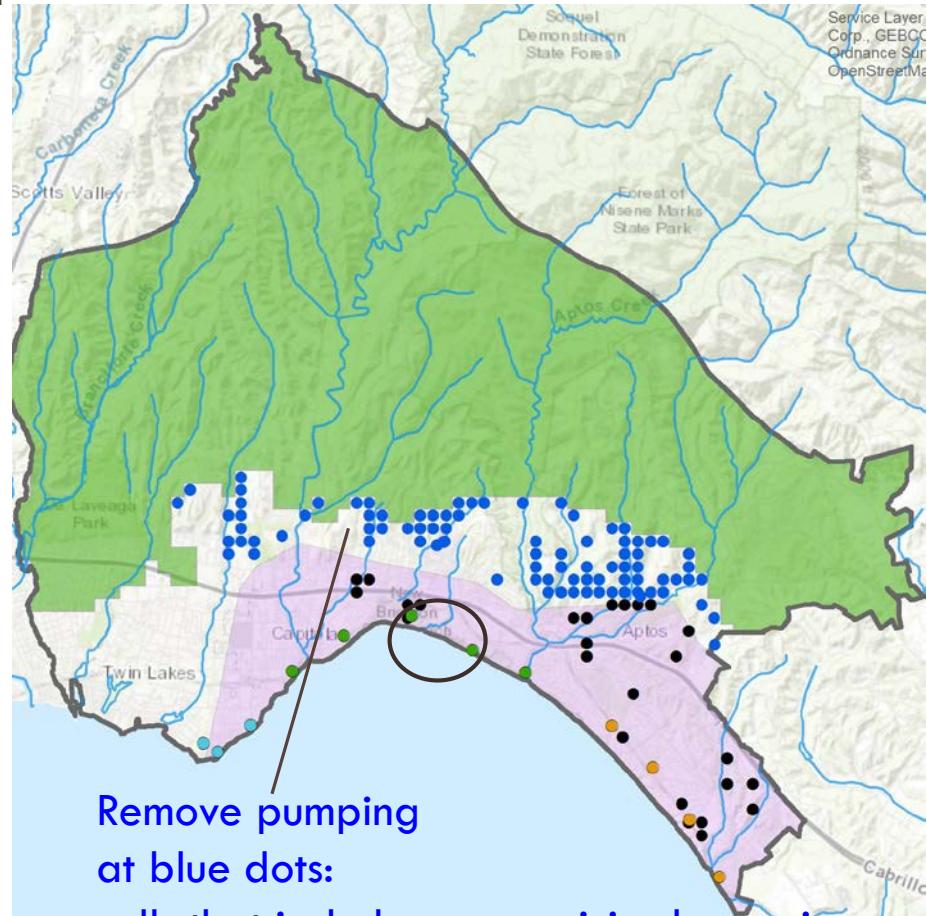 Soquel
Demonstration
State Forest
Service Layer
Corp., GEBCO
Ordnance Sur
OpenStreetMa
Carbonera Creek
Scotts Valley
Forest of
Nisene Marks
State Park
Aptos Creek
Branciforte Creek
Laveaga
Park
New
Capitola
Aptos
Twin Lakes
Remove pumping
at blue dots:
Cabrillo